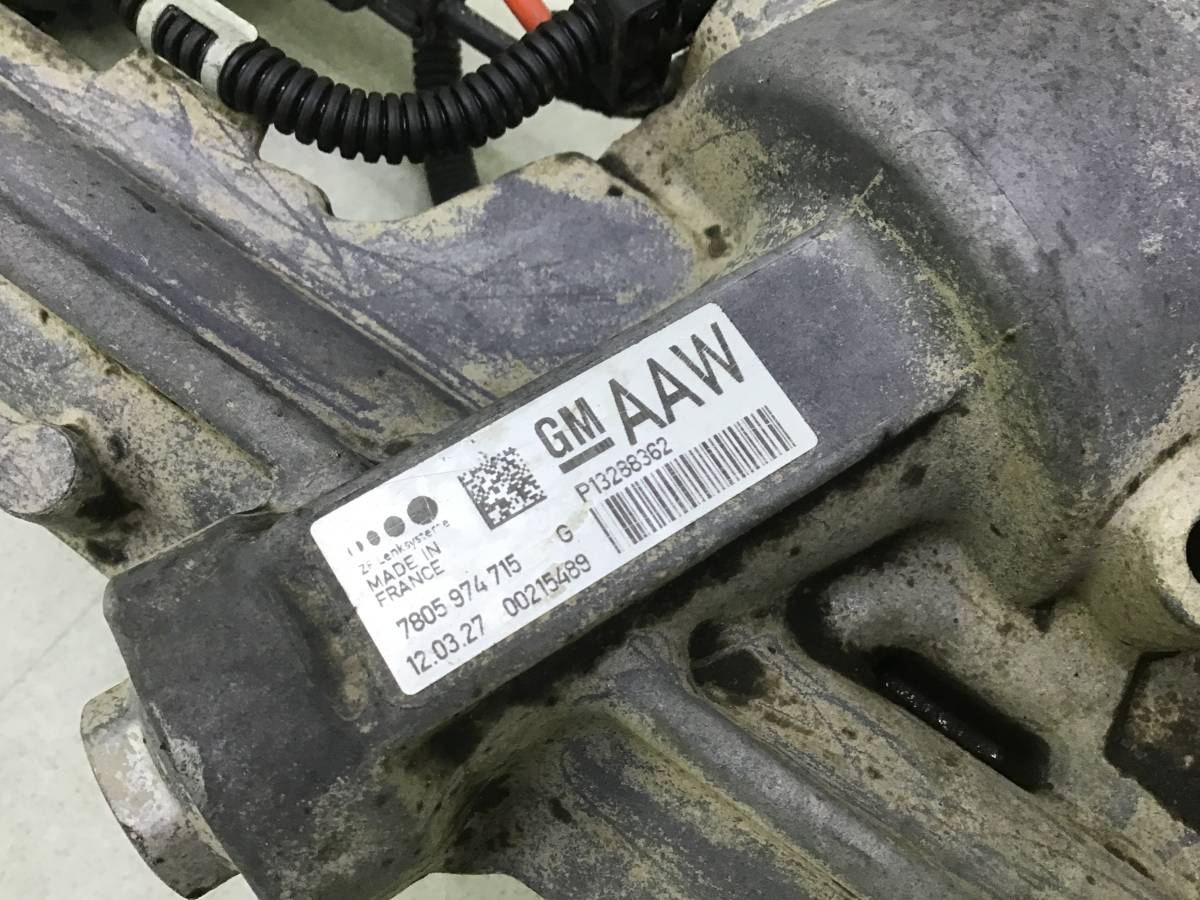 GM AAW
P13288362
ZF Lenksysteme
MADE IN
FRANCE
7805 974 715 G
12.03.27 00215489